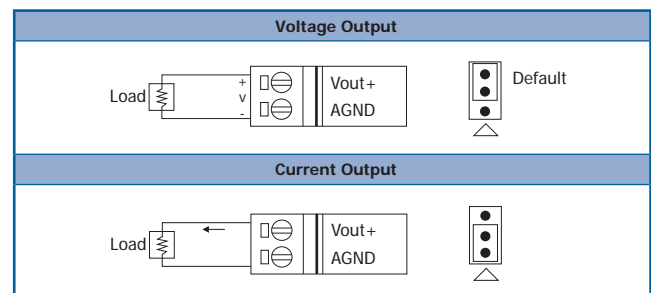 Voltage Output
+
Load v
-
Vout+
AGND
Default
Current Output
Load
Vout+
AGND